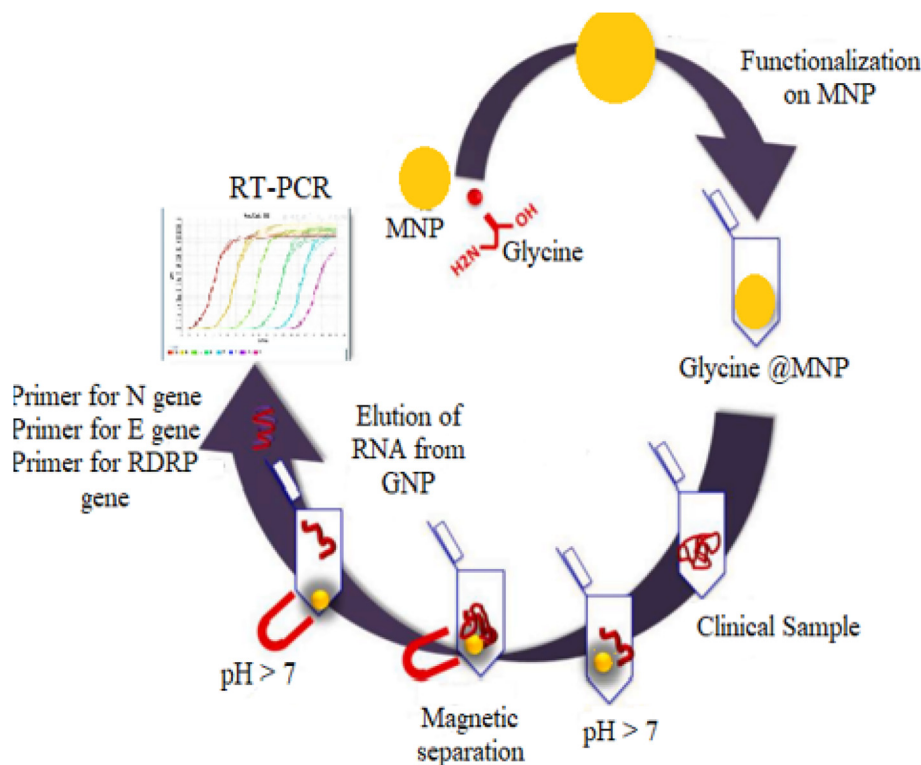 Functionalization
on MNP
RT-PCR
MNP
OH
H2N
Glycine
Glycine @MNP
Primer for N gene
Primer for E gene
Primer for RDRP
gene
Elution of
RNA from
GNP
Clinical Sample
pH > 7
Magnetic
separation
pH > 7